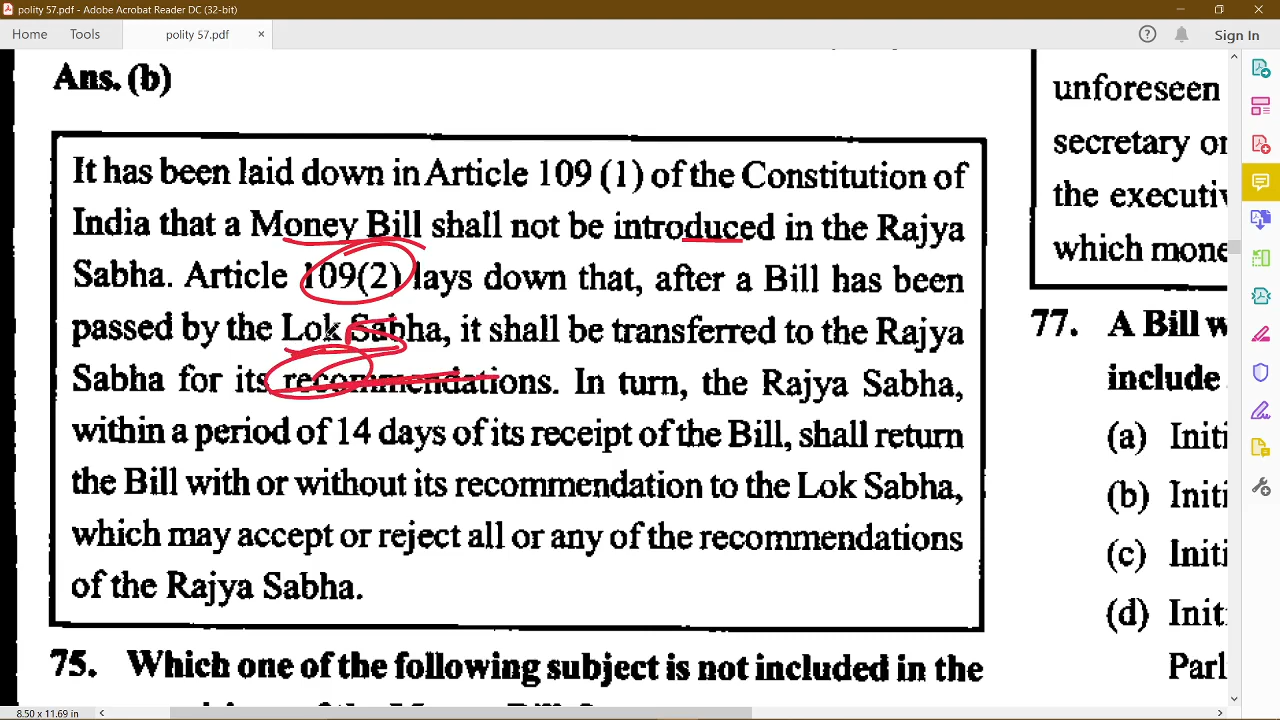 polity 57.pdf - Adobe Acrobat Reader DC (32-bit)
Home Tools polity 57.pdf × Sign In
Ans. (b)
It has been laid down in Article 109 (1) of the Constitution of
India that a Money Bill shall not be introduced in the Rajya
Sabha. Article 109(2) lays down that, after a Bill has been
passed by the Lok Sabha, it shall be transferred to the Rajya
Sabha for its recommendations. In turn, the Rajya Sabha,
within a period of 14 days of its receipt of the Bill, shall return
the Bill with or without its recommendation to the Lok Sabha,
which may accept or reject all or any of the recommendations
of the Rajya Sabha.
75. Which one of the following subject is not included in the
unforeseen
secretary or
the executiv
which mone
77. A Bill w
include
(a) Initi
(b) Initi
(c) Initi
(d) Initi
Parl
8.50 x 11.69 in